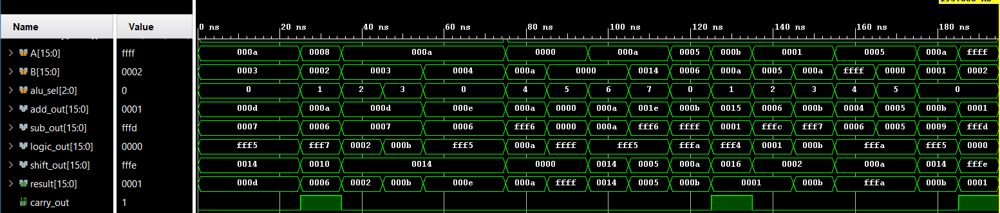 Name Value 0 ns 20 ns 40 ns 60 ns 80 ns 100 ns 120 ns 140 ns 160 ns 180 ns
A[15:0] ffff 000a 0008 000a 0000 000a 0005 000b 0001 0005 000a ffff
B[15:0] 0002 0003 0002 0003 0004 000a 0000 0014 0006 000a 0005 000a ffff 0000 0001 0002
alu_sel[2:0] 0 0 1 2 3 0 4 5 6 7 0 1 2 3 4 5 0
add_out[15:0] 0001 000d 000a 000d 000e 000a 0000 000a 001e 000b 0015 0006 000b 0004 0005 000b 0001
sub_out[15:0] fffd 0007 0006 0007 0006 fff6 0000 000a fff6 ffff 0001 fffc fff7 0006 0005 0009 fffd
logic_out[15:0] 0000 fff5 fff7 0002 000b fff5 000a ffff fff5 fffa fff4 0001 000b fffa fff5 0000
shift_out[15:0] fffe 0014 0010 0014 0000 0014 0005 000a 0016 0002 000a 0014 fffe
result[15:0] 0001 000d 0006 0002 000b 000e 000a ffff 0014 0005 000b 0001 000b fffa 000b 0001
carry_out 1